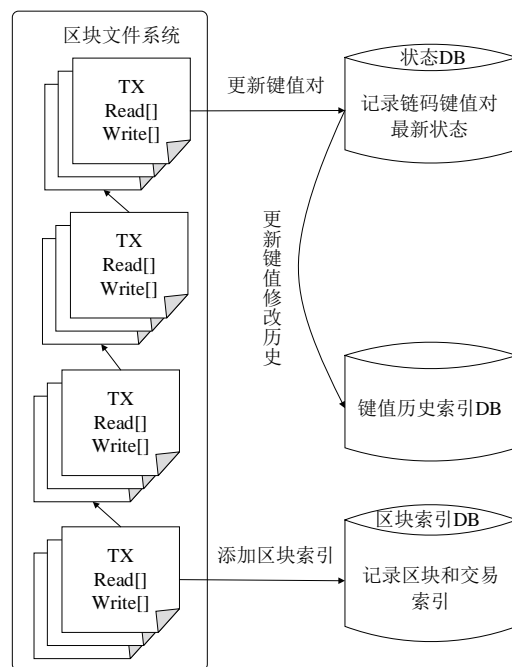 区块文件系统
TX
Read[]
Write[]
更新键值对
状态DB
记录链码键值对
最新状态
TX
Read[]
Write[]
更新键值修改历史
TX
Read[]
Write[]
键值历史索引DB
TX
Read[]
Write[]
添加区块索引
区块索引DB
记录区块和交易
索引